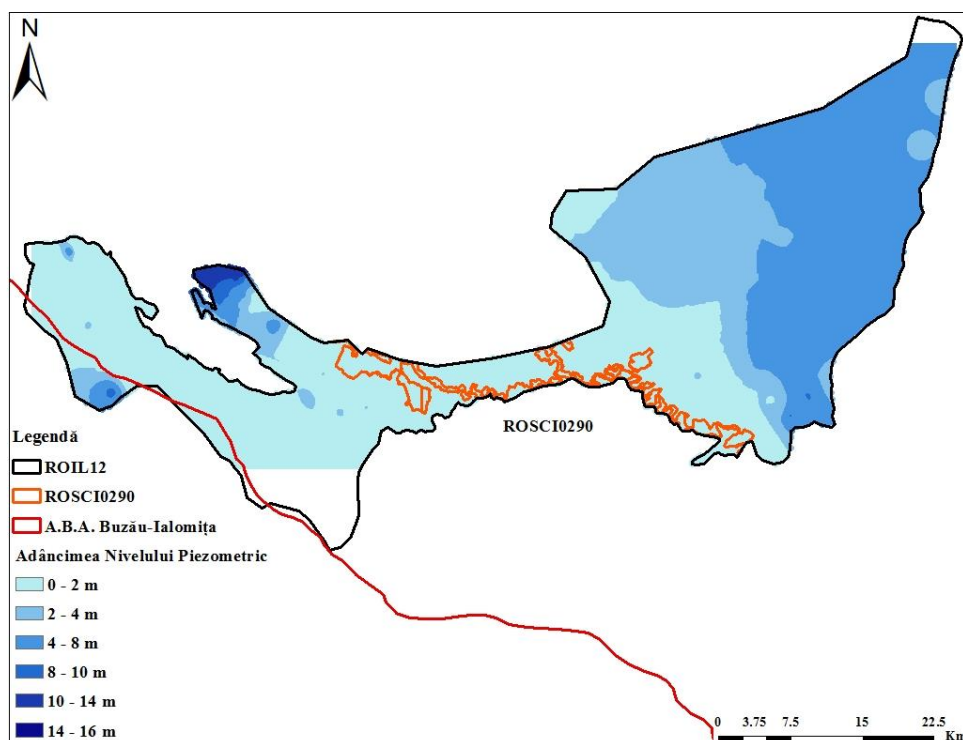 N
ROSCI0290
Legendă
ROIL12
ROSCI0290
A.B.A. Buzău-Ialomița
Adâncimea Nivelului Piezometric
0 - 2 m
2 - 4 m
4 - 8 m
8 - 10 m
10 - 14 m
14 - 16 m
0 3.75 7.5 15 22.5
Km